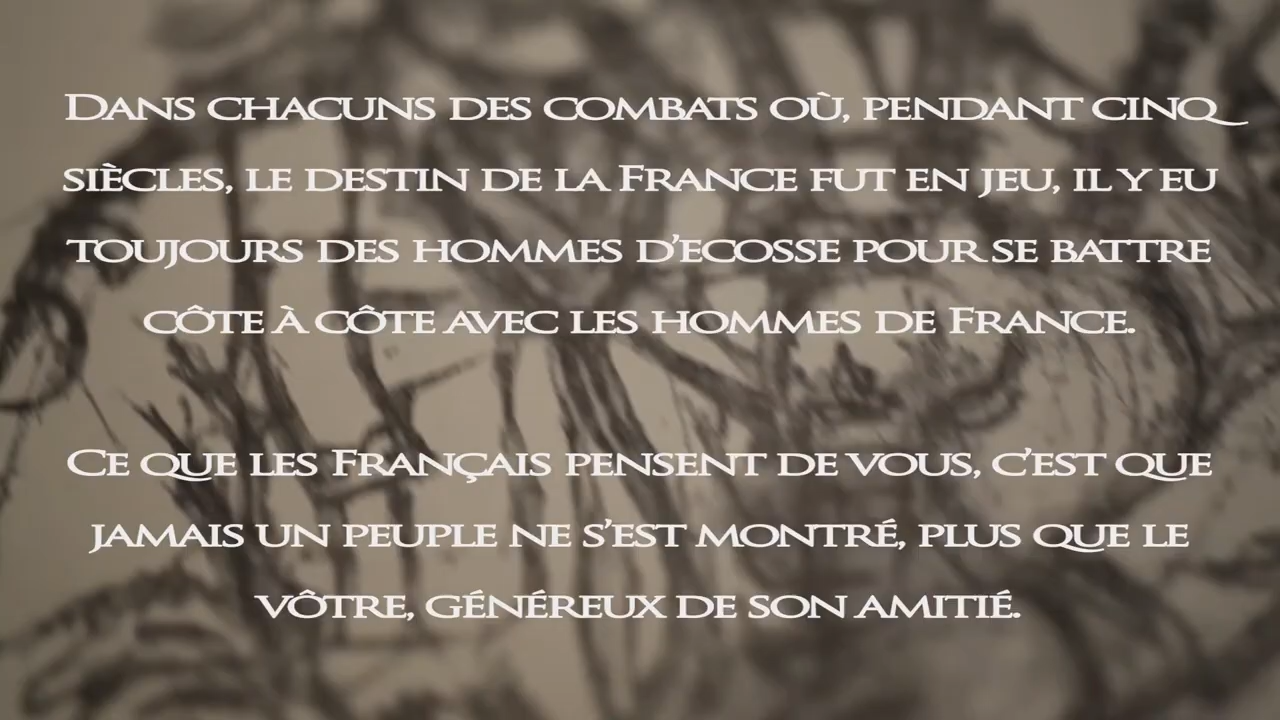 Dans chacuns des combats où, pendant cinq
siècles, le destin de la France fut en jeu, il y eu
toujours des hommes d'ecosse pour se battre
côte à côte avec les hommes de France.
Ce que les Français pensent de vous, c'est que
jamais un peuple ne s'est montré, plus que le
vôtre, généreux de son amitié.